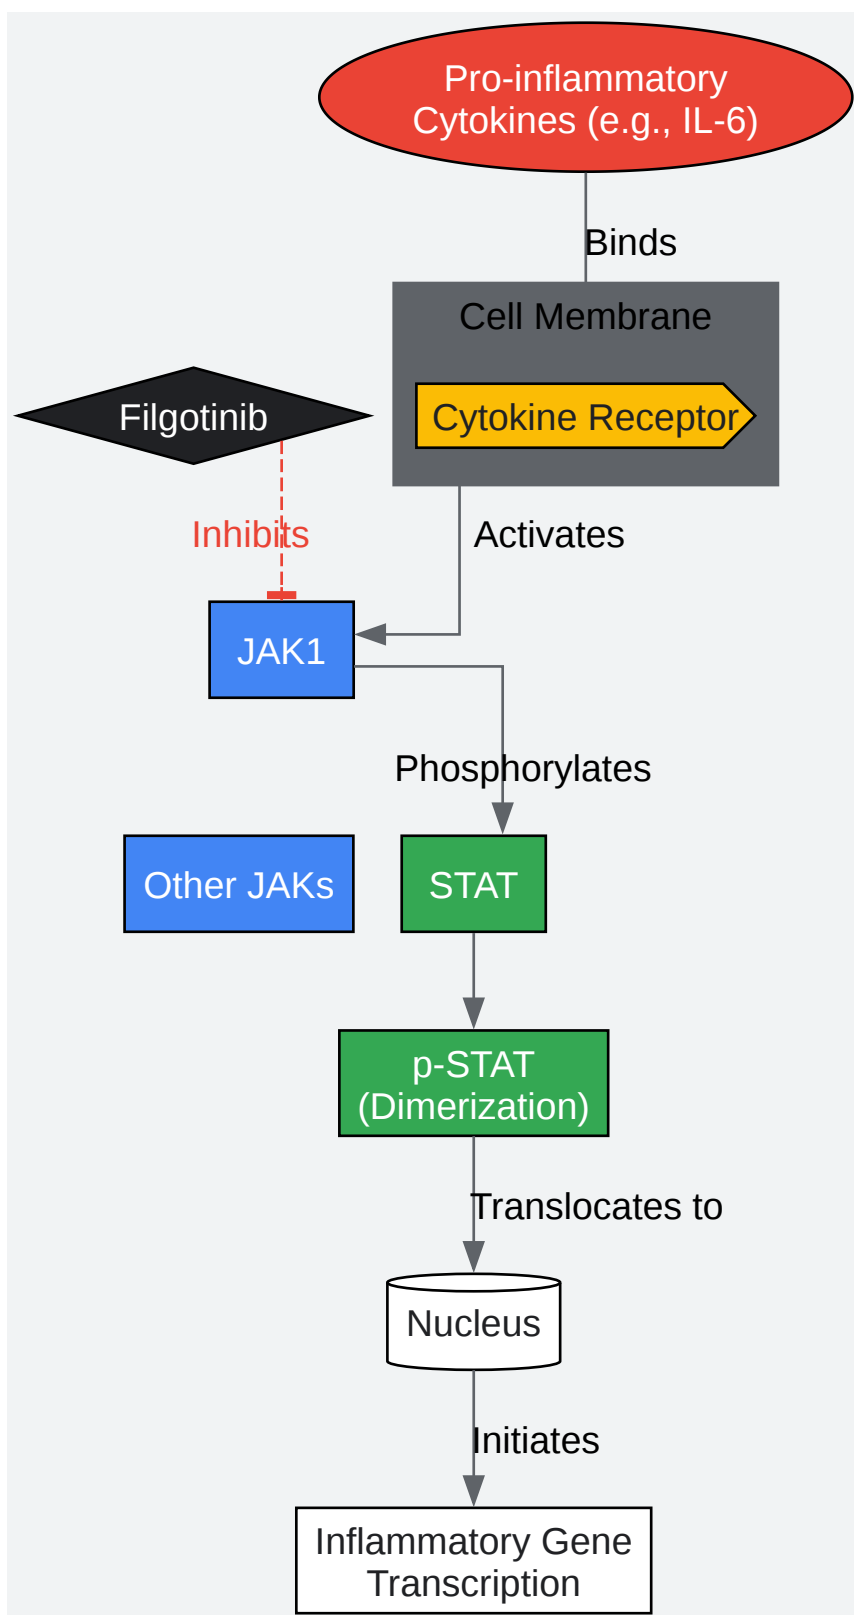 Pro-inflammatory
Cytokines (e.g., IL-6)
Binds
Cell Membrane
Cytokine Receptor
Filgotinib
Inhibits
Activates
JAK1
Phosphorylates
Other JAKs
STAT
p-STAT
(Dimerization)
Translocates to
Nucleus
Initiates
Inflammatory Gene
Transcription